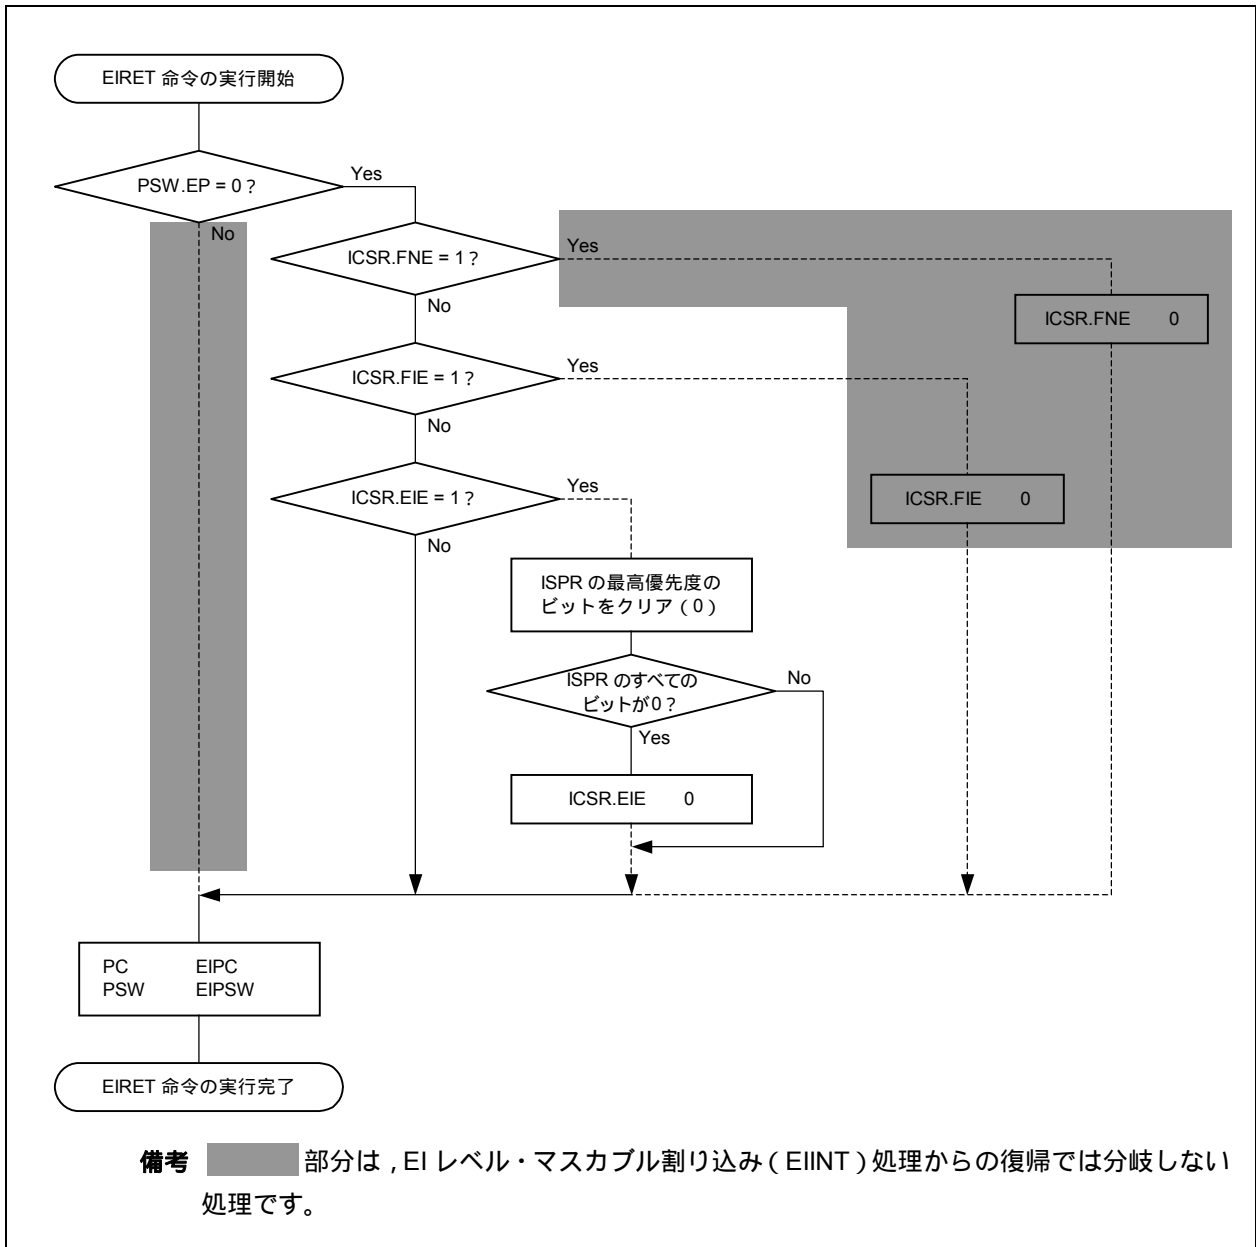 EIRET 命令の実行開始
PSW.EP = 0 ?
Yes
No
ICSR.FNE = 1 ?
Yes
No
ICSR.FNE 0
ICSR.FIE = 1 ?
Yes
No
ICSR.FIE 0
ICSR.EIE = 1 ?
Yes
No
ISPR の最高優先度の
ビットをクリア ( 0 )
ISPR のすべての
ビットが0 ?
No
Yes
ICSR.EIE 0
PC EIPC
PSW EIPSW
EIRET 命令の実行完了
備考 部分は , EI レベル・マスカブル割り込み ( EIINT ) 処理からの復帰では分岐しない
処理です。